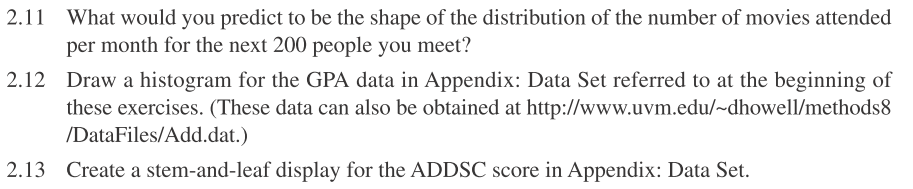 2.11 What would you predict to be the shape of the distribution of the number of movies attended
per month for the next 200 people you meet?
2.12 Draw a histogram for the GPA data in Appendix: Data Set referred to at the beginning of
these exercises. (These data can also be obtained at http://www.uvm.edu/~dhowell/methods8
/DataFiles/Add.dat.)
2.13 Create a stem-and-leaf display for the ADDSC score in Appendix: Data Set.